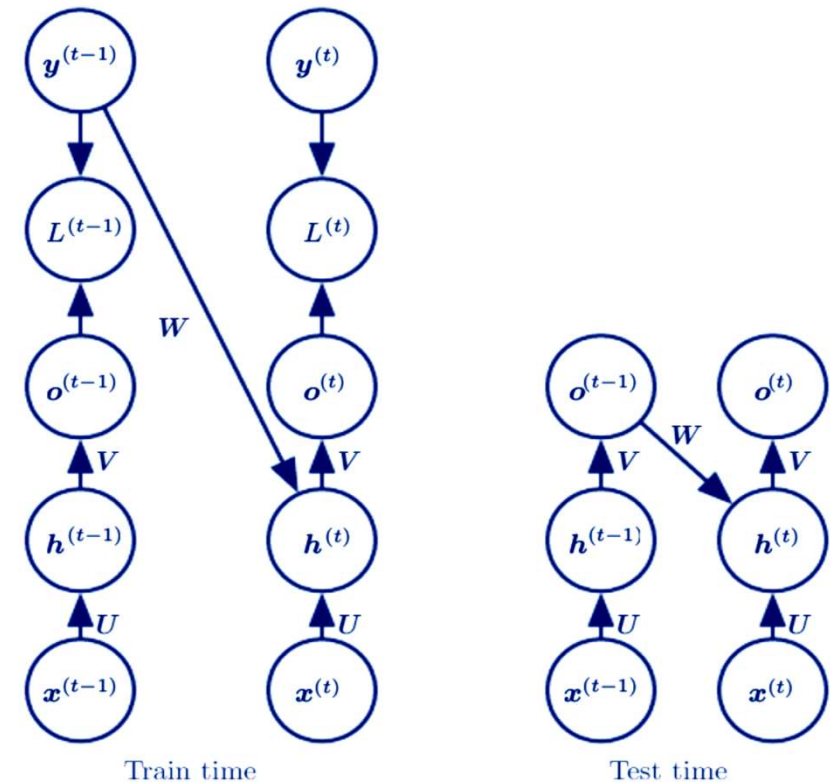 y^(t−1) y^(t)
L^(t−1) L^(t)
W
o^(t−1) o^(t) o^(t−1) o^(t)
W
V V V V
h^(t−1) h^(t) h^(t−1) h^(t)
U U U U
x^(t−1) x^(t) x^(t−1) x^(t)
Train time Test time